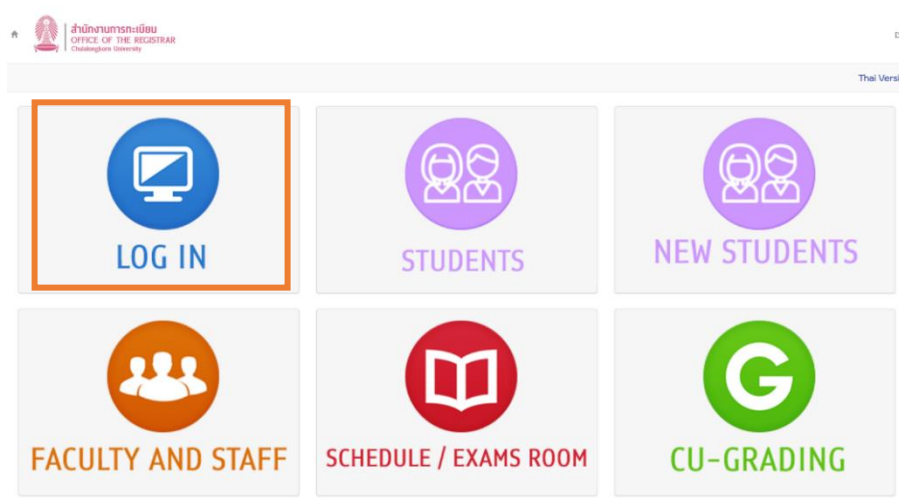 สำนักงานการทะเบียน
OFFICE OF THE REGISTRAR
Chulalongkorn University
Thai Versi
LOG IN
STUDENTS
NEW STUDENTS
G
FACULTY AND STAFF
SCHEDULE / EXAMS ROOM
CU-GRADING